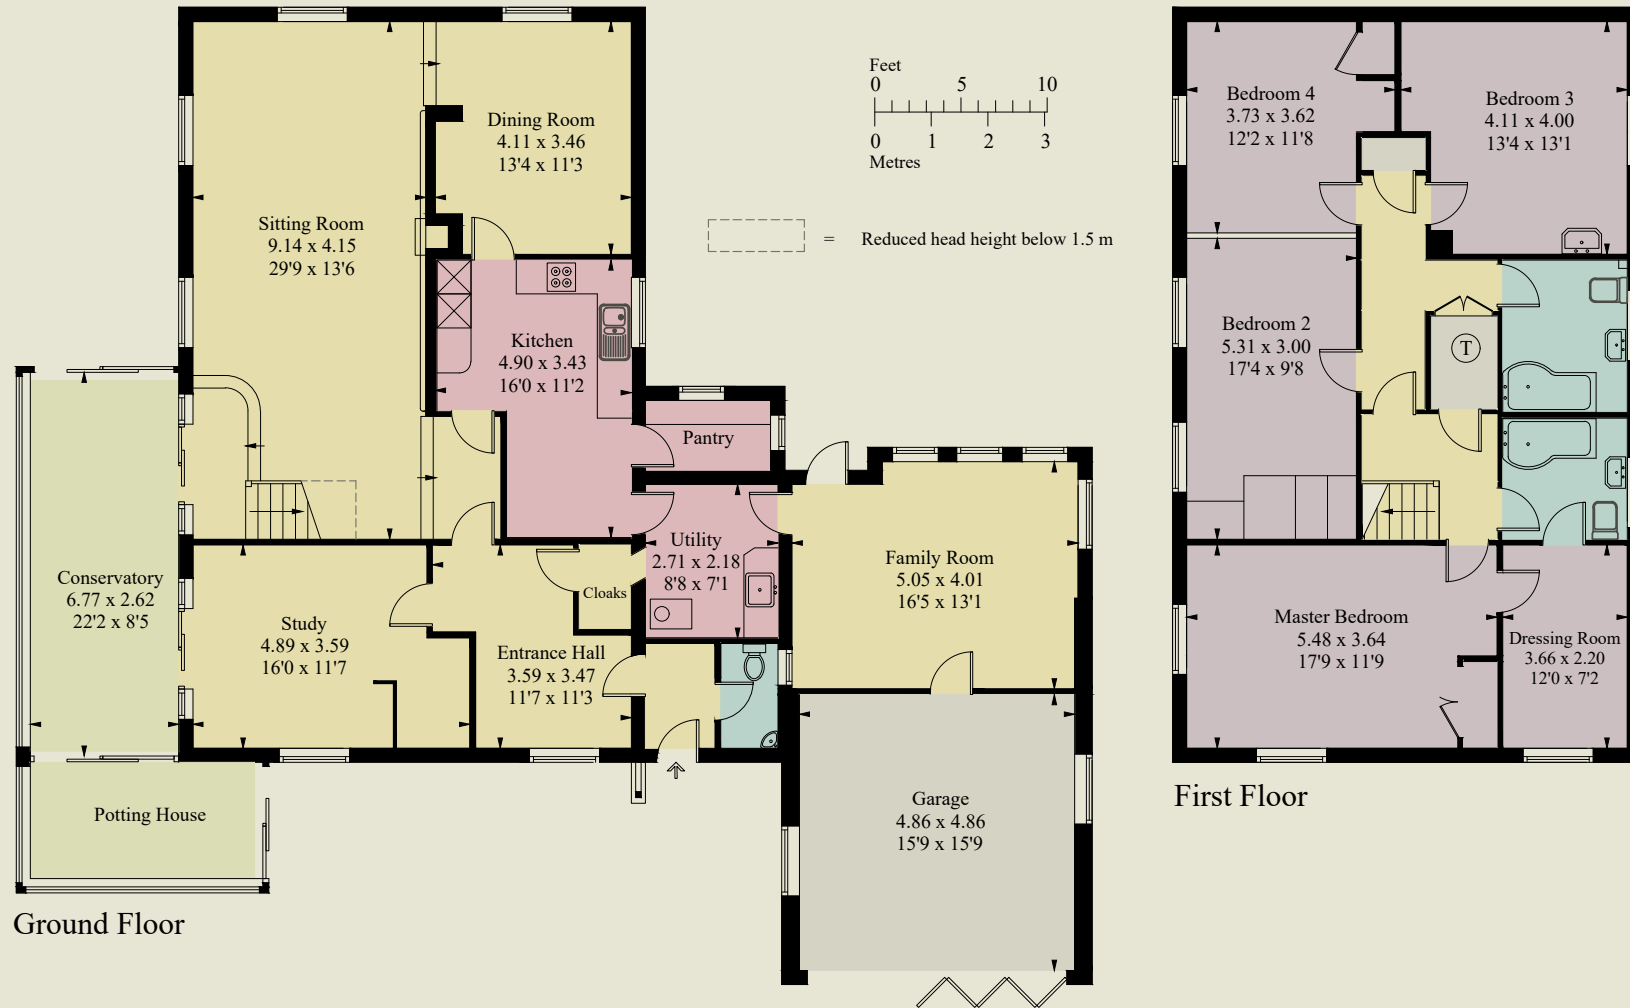 Feet
0 5 10
0 1 2 3
Metres
= Reduced head height below 1.5 m
Dining Room
4.11 x 3.46
13'4 x 11'3
Sitting Room
9.14 x 4.15
29'9 x 13'6
Kitchen
4.90 x 3.43
16'0 x 11'2
Pantry
Utility
2.71 x 2.18
8'8 x 7'1
Family Room
5.05 x 4.01
16'5 x 13'1
Conservatory
6.77 x 2.62
22'2 x 8'5
Study
4.89 x 3.59
16'0 x 11'7
Cloaks
Entrance Hall
3.59 x 3.47
11'7 x 11'3
Potting House
Garage
4.86 x 4.86
15'9 x 15'9
Ground Floor
Bedroom 4
3.73 x 3.62
12'2 x 11'8
Bedroom 3
4.11 x 4.00
13'4 x 13'1
Bedroom 2
5.31 x 3.00
17'4 x 9'8
T
Master Bedroom
5.48 x 3.64
17'9 x 11'9
Dressing Room
3.66 x 2.20
12'0 x 7'2
First Floor